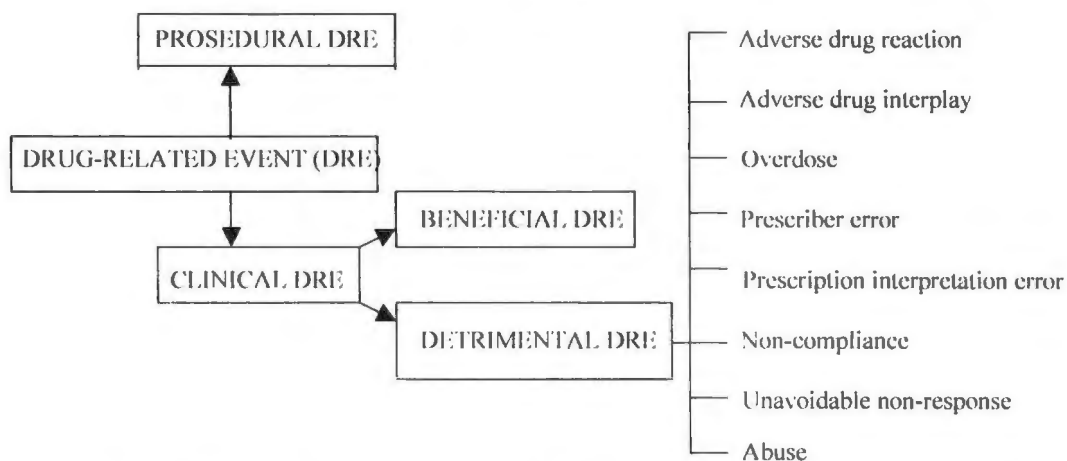 PROSEDURAL DRE
DRUG-RELATED EVENT (DRE)
CLINICAL DRE
BENEFICIAL DRE
DETRIMENTAL DRE
Adverse drug reaction
Adverse drug interplay
Overdose
Prescriber error
Prescription interpretation error
Non-compliance
Unavoidable non-response
Abuse